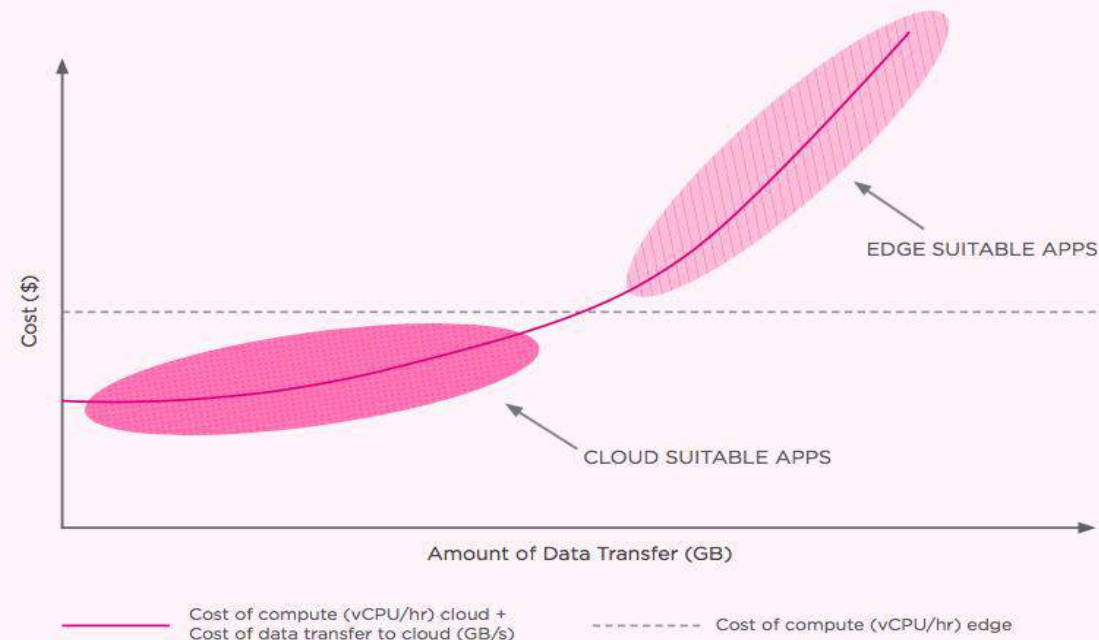 EDGE SUITABLE APPS
Cost ($)
CLOUD SUITABLE APPS
Amount of Data Transfer (GB)
Cost of compute (vCPU/hr) cloud +
Cost of data transfer to cloud (GB/s)
Cost of compute (vCPU/hr) edge